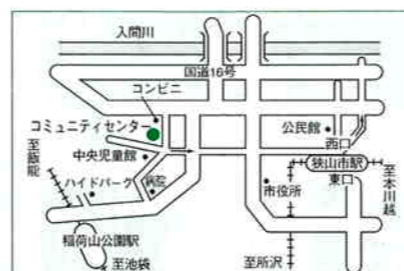 入間川
国道16号
コンビニ
コミュニティセンター
公民館
西口
中央児童館
狭山市駅
至飯能
ハイドパーク
病院
市役所
東口
至本川越
稲荷山公園駅
至池袋
至所沢